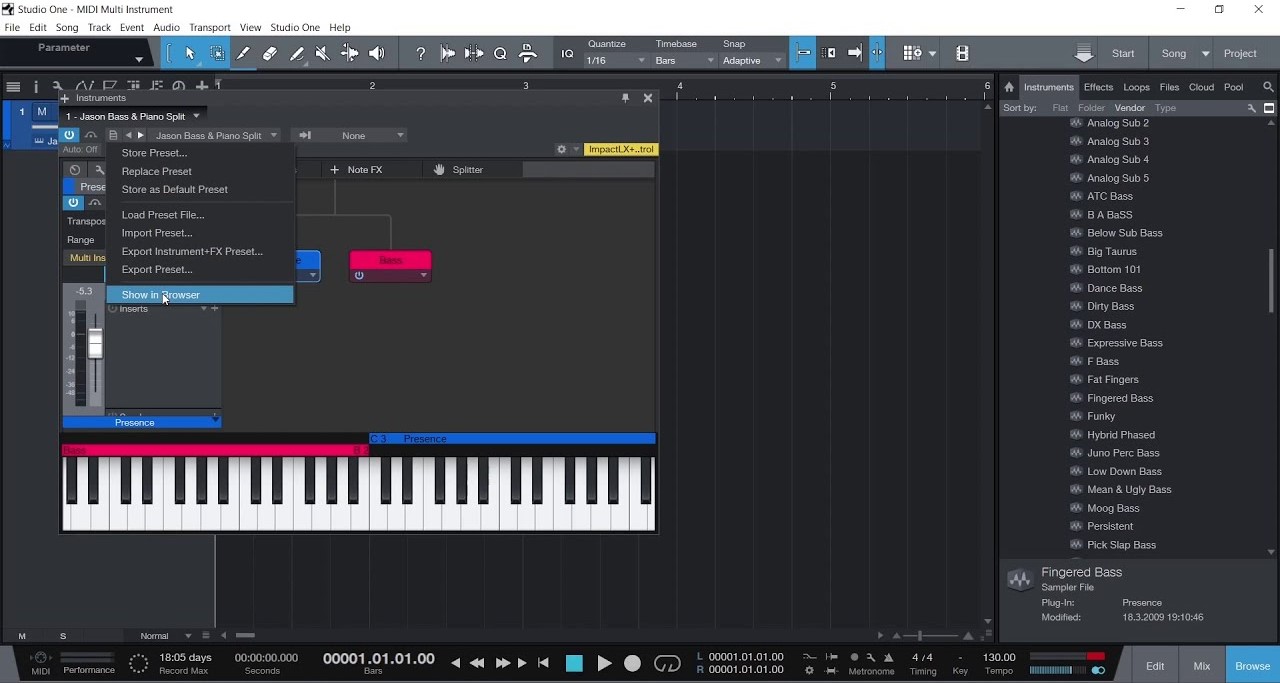 Studio One - MIDI Multi Instrument
File Edit Song Track Event Audio Transport View Studio One Help
Parameter
? Q IQ Quantize 1/16 Timebase Bars Snap Adaptive Start Song Project
1 2 3 4 5 6
Instruments Effects Loops Files Cloud Pool
Sort by: Flat Folder Vendor Type
1 M
Ja
Instruments
1 - Jason Bass & Piano Split
Jason Bass & Piano Split None
Auto: Off ImpactLX+..trol
Store Preset...
Replace Preset
Store as Default Preset
Load Preset File...
Import Preset...
Export Instrument+FX Preset...
Export Preset...
Show in Browser
Note FX Splitter
Prese
Transpos
Range
Multi Ins
Bass
-5.3
Inserts
Presence
C 3 Presence
Bass
Analog Sub 2
Analog Sub 3
Analog Sub 4
Analog Sub 5
ATC Bass
B A BaSS
Below Sub Bass
Big Taurus
Bottom 101
Dance Bass
Dirty Bass
DX Bass
Expressive Bass
F Bass
Fat Fingers
Fingered Bass
Funky
Hybrid Phased
Juno Perc Bass
Low Down Bass
Mean & Ugly Bass
Moog Bass
Persistent
Pick Slap Bass
Fingered Bass
Sampler File
Plug-In: Presence
Modified: 18.3.2009 19:10:46
M S Normal
MIDI Performance
18:05 days
Record Max
00:00:00.000
Seconds
00001.01.01.00
Bars
L 00001.01.01.00
R 00001.01.01.00
Metronome
4 / 4
Timing
-
Key
130.00
Tempo
Edit Mix Browse